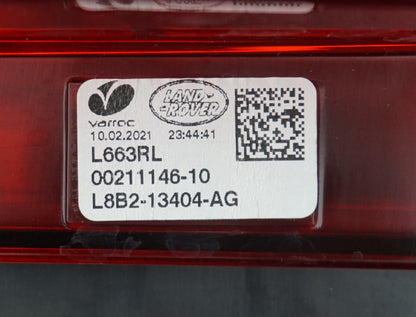 varroc
LAND
ROVER
10.02.2021 23:44:41
L663RL
00211146-10
L8B2-13404-AG